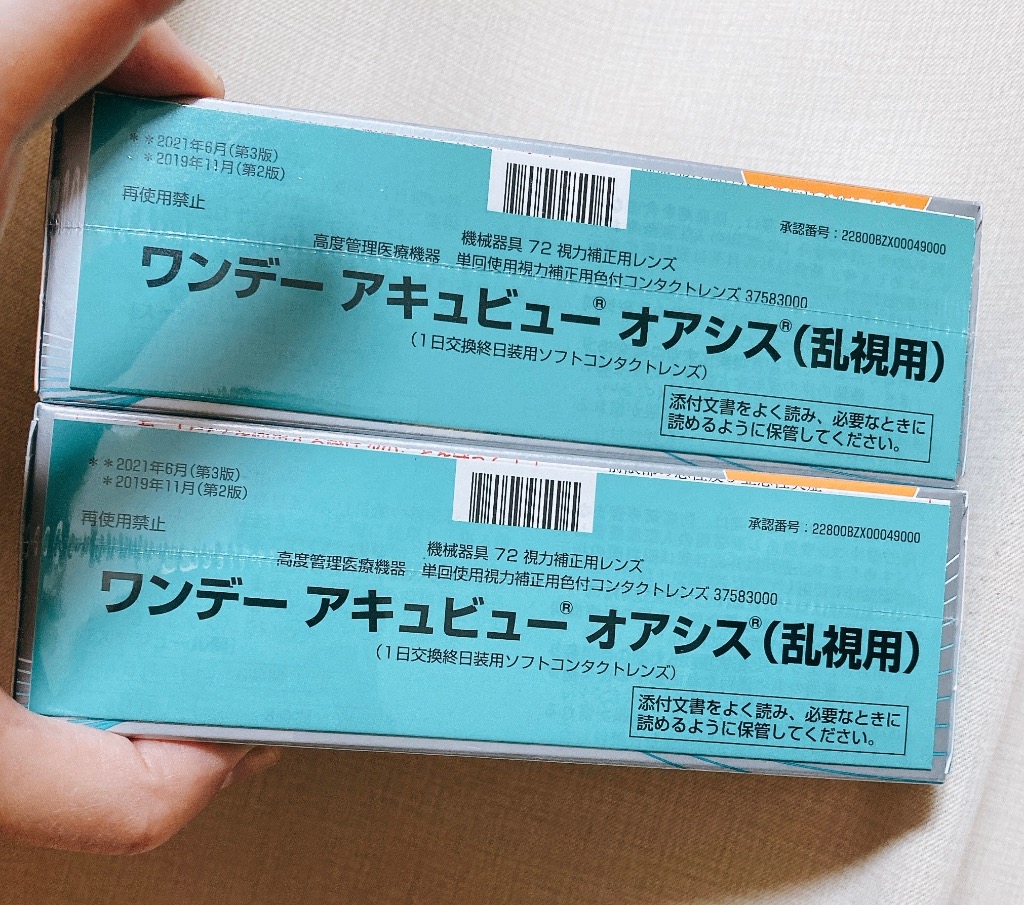 ＊＊2021年6月(第3版)
＊2019年11月(第2版)
再使用禁止
承認番号：22800BZX00049000
機械器具 72 視力補正用レンズ
高度管理医療機器 単回使用視力補正用色付コンタクトレンズ 37583000
ワンデー アキュビュー® オアシス®(乱視用)
(1日交換終日装用ソフトコンタクトレンズ)
添付文書をよく読み、必要なときに
読めるように保管してください。
＊＊2021年6月(第3版)
＊2019年11月(第2版)
再使用禁止
承認番号：22800BZX00049000
機械器具 72 視力補正用レンズ
高度管理医療機器 単回使用視力補正用色付コンタクトレンズ 37583000
ワンデー アキュビュー® オアシス®(乱視用)
(1日交換終日装用ソフトコンタクトレンズ)
添付文書をよく読み、必要なときに
読めるように保管してください。